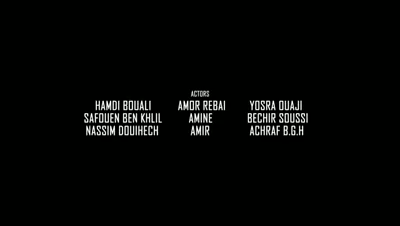 ACTORS
HAMDI BOUALI AMOR REBAI YOSRA OUAJI
SAFOUEN BEN KHLIL AMINE BECHIR SOUSSI
NASSIM DOUIHECH AMIR ACHRAF B.G.H